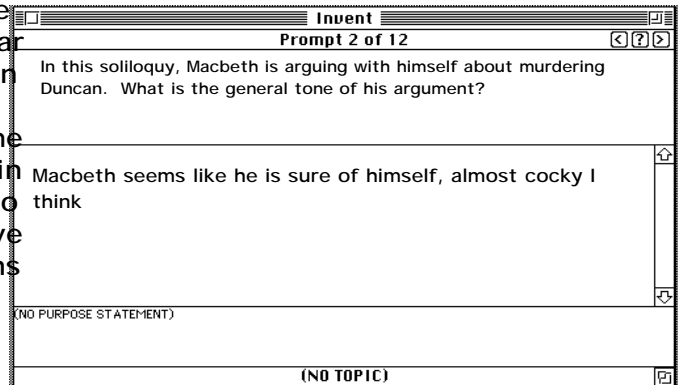 Invent
Prompt 2 of 12
In this soliloquy, Macbeth is arguing with himself about murdering
Duncan. What is the general tone of his argument?
Macbeth seems like he is sure of himself, almost cocky I
think
(NO PURPOSE STATEMENT)
(NO TOPIC)